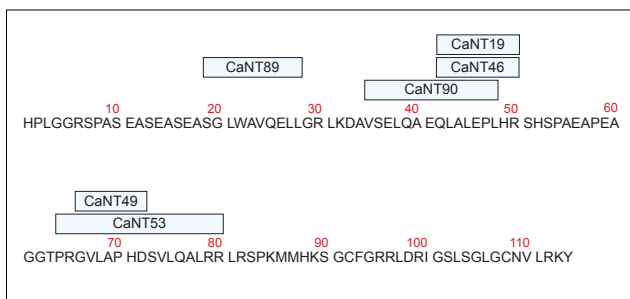 CaNT19
CaNT89 CaNT46
CaNT90
10 20 30 40 50 60
HPLGGRSPAS EASEASEASG LWAVQELLGR LKDAVSELQA EQLALEPLHR SHSPAEAPEA
CaNT49
CaNT53
70 80 90 100 110
GGTPRGVLAP HDSVLQALRR LRSPKMMHKS GCFGRRLDRI GSLSGLGCNV LRKY